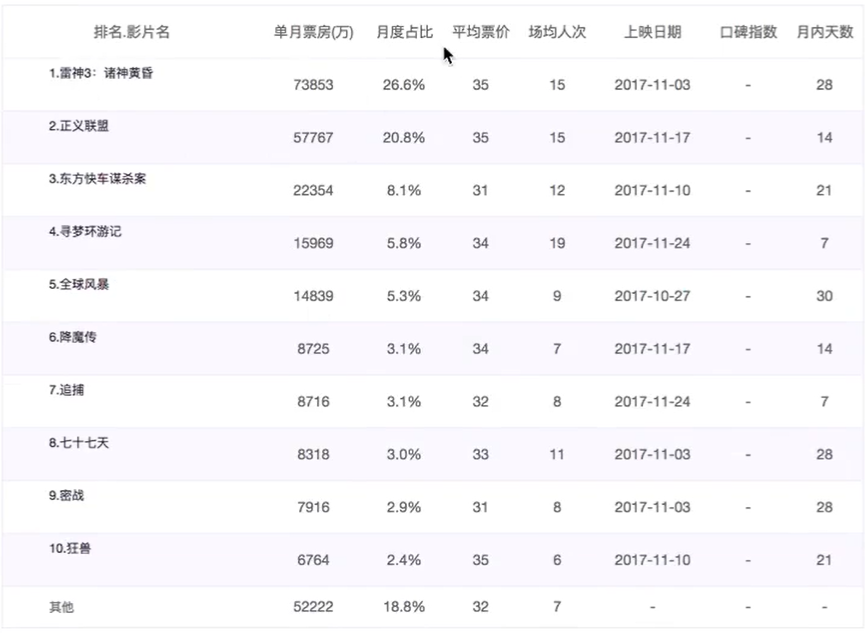 排名.影片名 单月票房(万) 月度占比 平均票价 场均人次 上映日期 口碑指数 月内天数
1.雷神3：诸神黄昏 73853 26.6% 35 15 2017-11-03 - 28
2.正义联盟 57767 20.8% 35 15 2017-11-17 - 14
3.东方快车谋杀案 22354 8.1% 31 12 2017-11-10 - 21
4.寻梦环游记 15969 5.8% 34 19 2017-11-24 - 7
5.全球风暴 14839 5.3% 34 9 2017-10-27 - 30
6.降魔传 8725 3.1% 34 7 2017-11-17 - 14
7.追捕 8716 3.1% 32 8 2017-11-24 - 7
8.七十七天 8318 3.0% 33 11 2017-11-03 - 28
9.密战 7916 2.9% 31 8 2017-11-03 - 28
10.狂兽 6764 2.4% 35 6 2017-11-10 - 21
其他 52222 18.8% 32 7 - - -